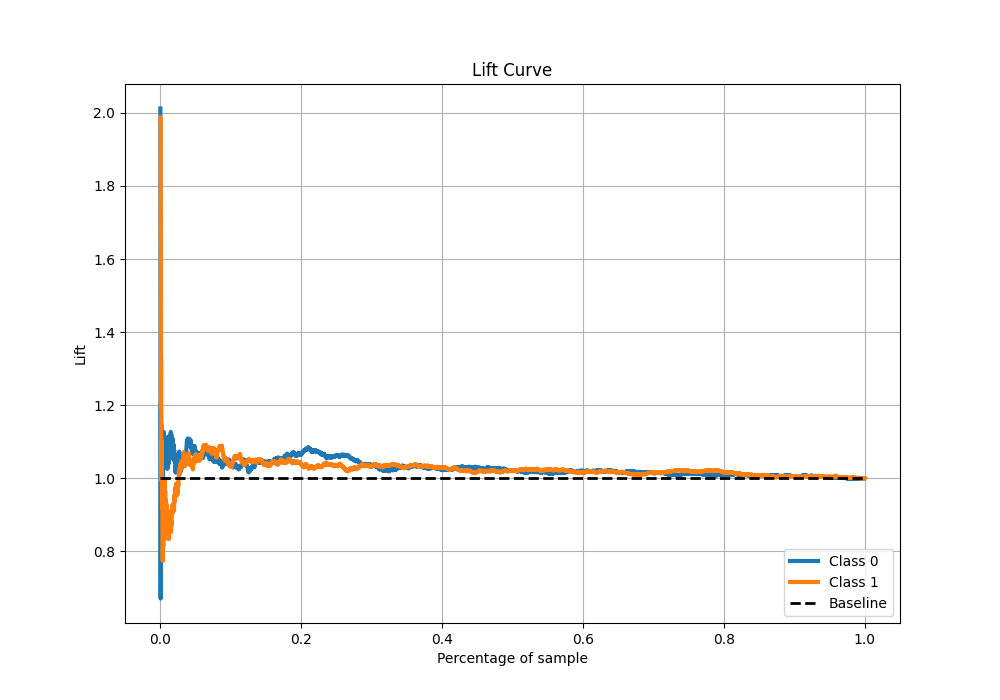 Lift Curve
2.0
1.8
1.6
1.4
1.2
1.0
0.8
Lift
0.0 0.2 0.4 0.6 0.8 1.0
Percentage of sample
Class 0
Class 1
Baseline